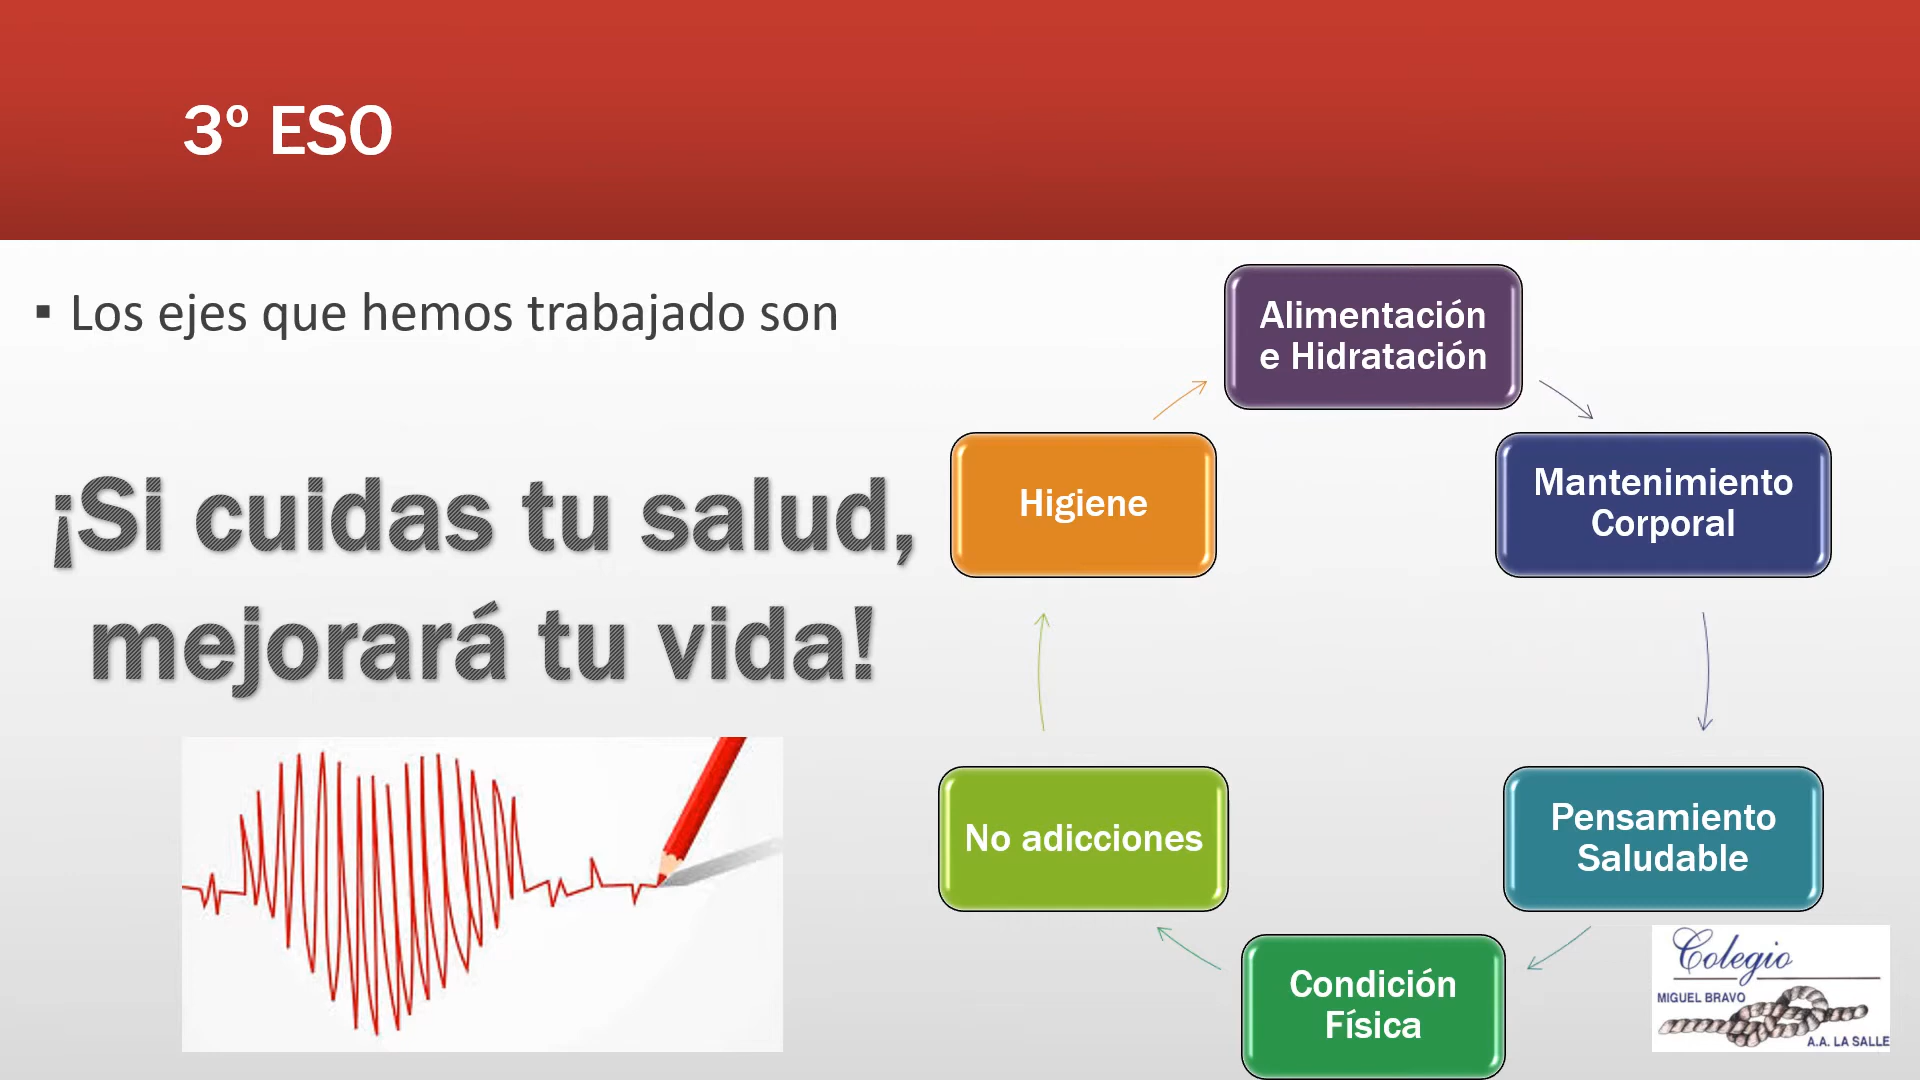 3º ESO
▪ Los ejes que hemos trabajado son
¡Si cuidas tu salud,
mejorará tu vida!
Alimentación
e Hidratación
Mantenimiento
Corporal
Pensamiento
Saludable
Condición
Física
No adicciones
Higiene
Colegio
MIGUEL BRAVO
A.A. LA SALLE